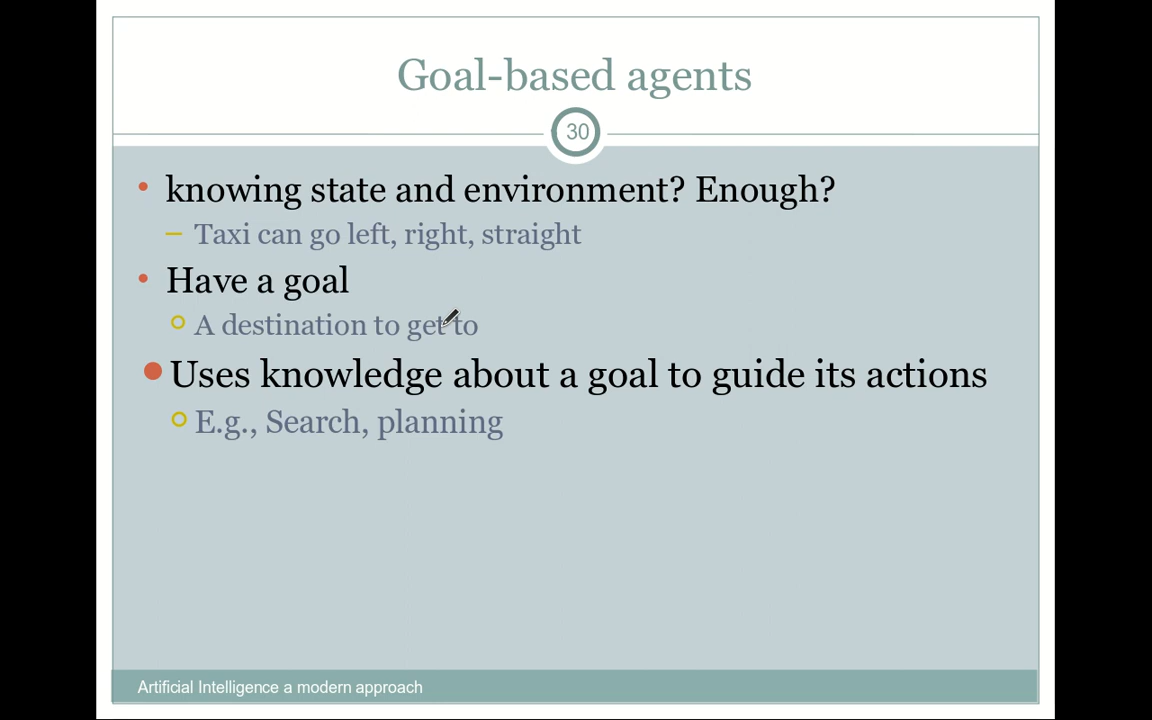 Goal-based agents
30
• knowing state and environment? Enough?
– Taxi can go left, right, straight
• Have a goal
○ A destination to get to
● Uses knowledge about a goal to guide its actions
○ E.g., Search, planning
Artificial Intelligence a modern approach